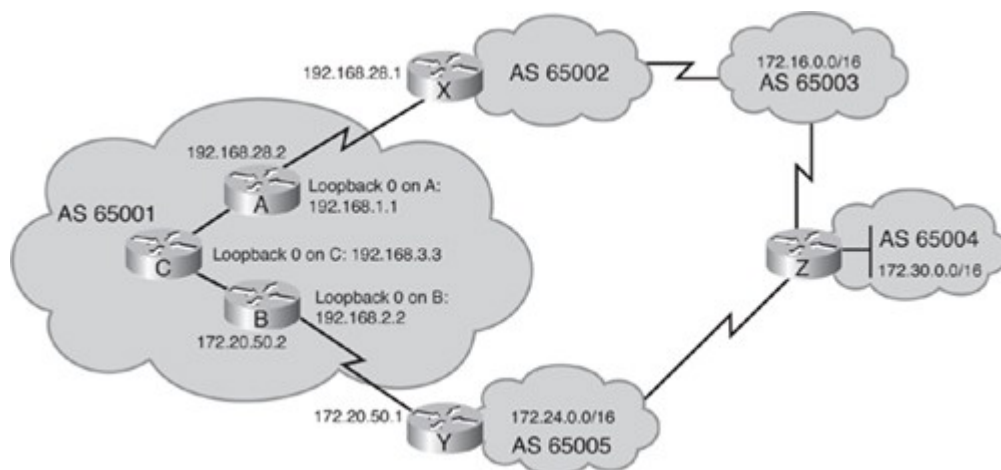 192.168.28.1
X
AS 65002
172.16.0.0/16
AS 65003
192.168.28.2
A
Loopback 0 on A:
192.168.1.1
AS 65001
C
Loopback 0 on C: 192.168.3.3
B
Loopback 0 on B:
192.168.2.2
172.20.50.2
Z
AS 65004
172.30.0.0/16
172.20.50.1
Y
172.24.0.0/16
AS 65005